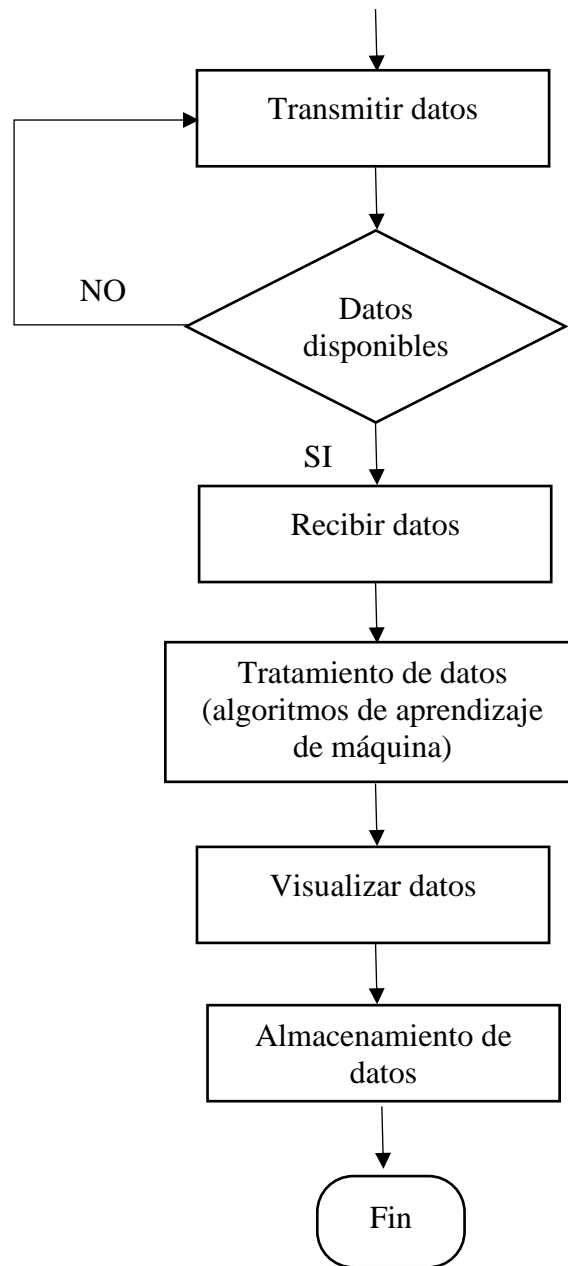 Transmitir datos
NO
Datos
disponibles
SI
Recibir datos
Tratamiento de datos
(algoritmos de aprendizaje
de máquina)
Visualizar datos
Almacenamiento de
datos
Fin